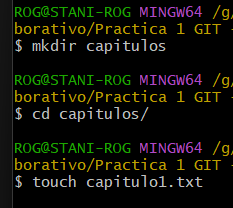 ROG@STANI-ROG MINGW64 /g/
borativo/Practica 1 GIT -
$ mkdir capitulos
ROG@STANI-ROG MINGW64 /g/
borativo/Practica 1 GIT -
$ cd capitulos/
ROG@STANI-ROG MINGW64 /g/
borativo/Practica 1 GIT -
$ touch capitulo1.txt